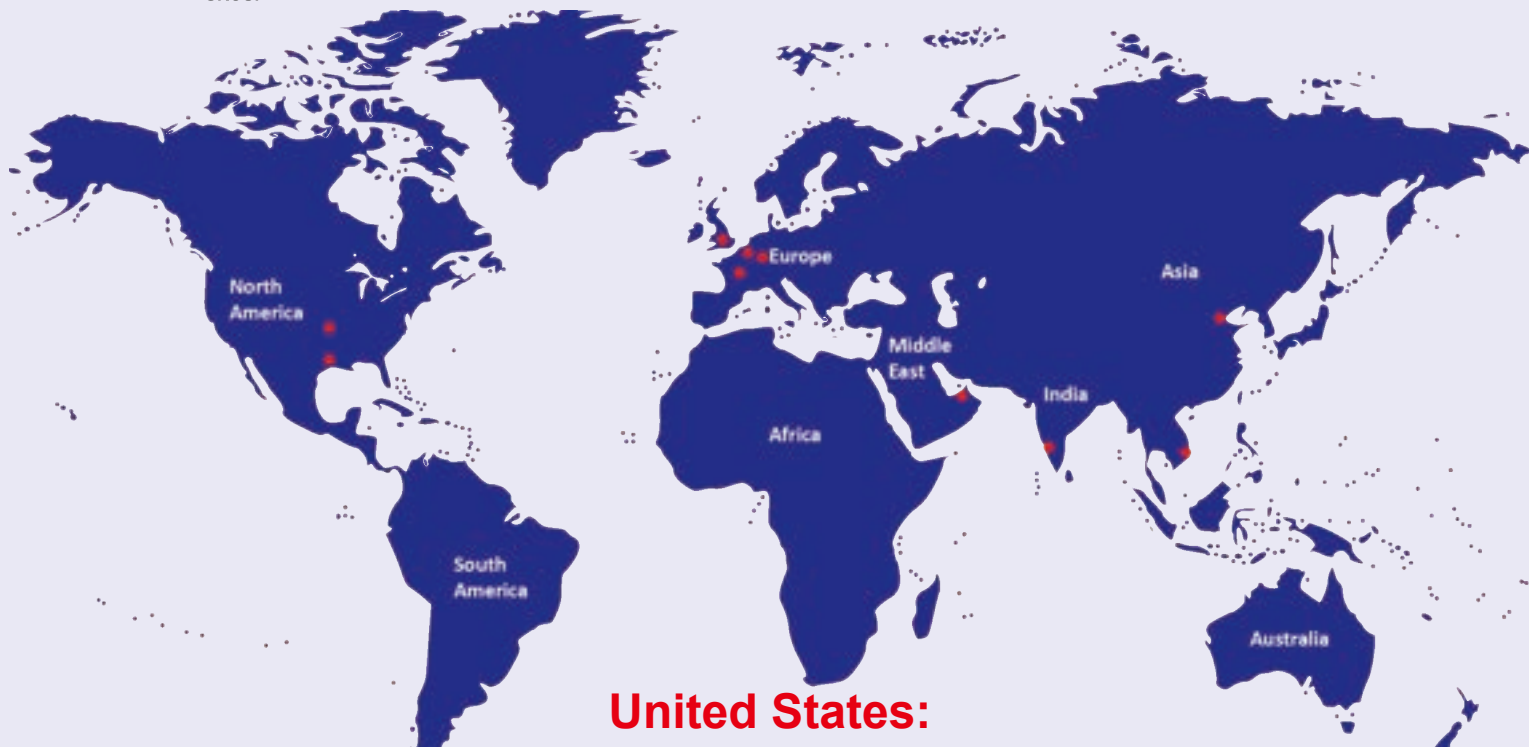 North
America
Europe
Asia
Middle
East
India
Africa
South
America
Australia
United States: